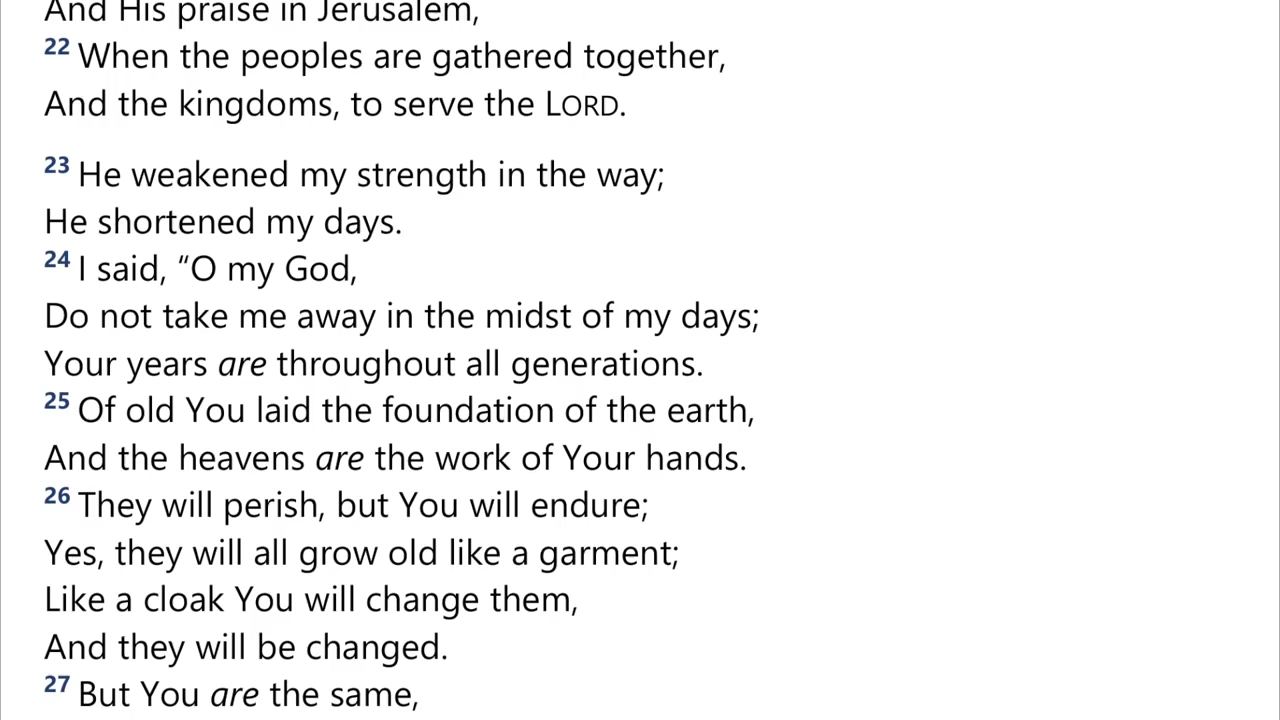 And His praise in Jerusalem,
22 When the peoples are gathered together,
And the kingdoms, to serve the LORD.
23 He weakened my strength in the way;
He shortened my days.
24 I said, “O my God,
Do not take me away in the midst of my days;
Your years are throughout all generations.
25 Of old You laid the foundation of the earth,
And the heavens are the work of Your hands.
26 They will perish, but You will endure;
Yes, they will all grow old like a garment;
Like a cloak You will change them,
And they will be changed.
27 But You are the same,